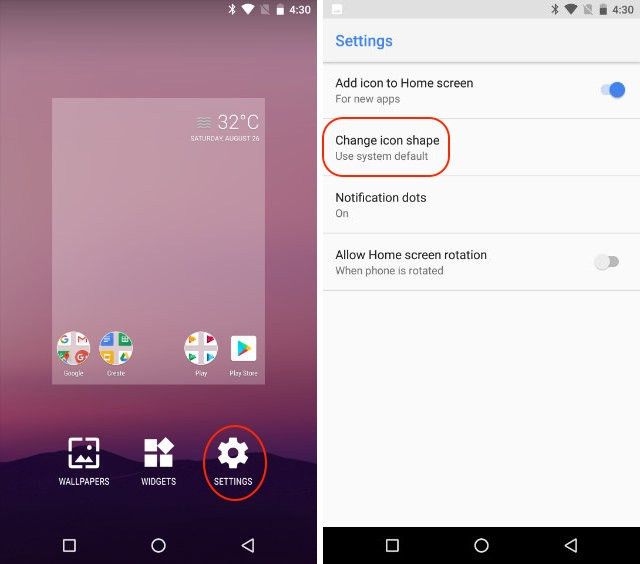 4:30
32°C
SATURDAY, AUGUST 26
Google
Create
Play
Play Store
WALLPAPERS
WIDGETS
SETTINGS
4:30
Settings
Add icon to Home screen
For new apps
Change icon shape
Use system default
Notification dots
On
Allow Home screen rotation
When phone is rotated